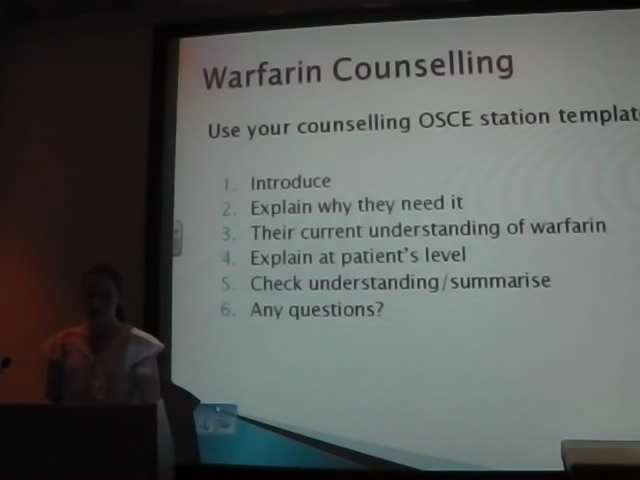 Warfarin Counselling
Use your counselling OSCE station
1. Introduce
2. Explain why they need it
3. Their current understanding of warfarin
4. Explain at patient's level
5. Check understanding/summarise
6. Any questions?